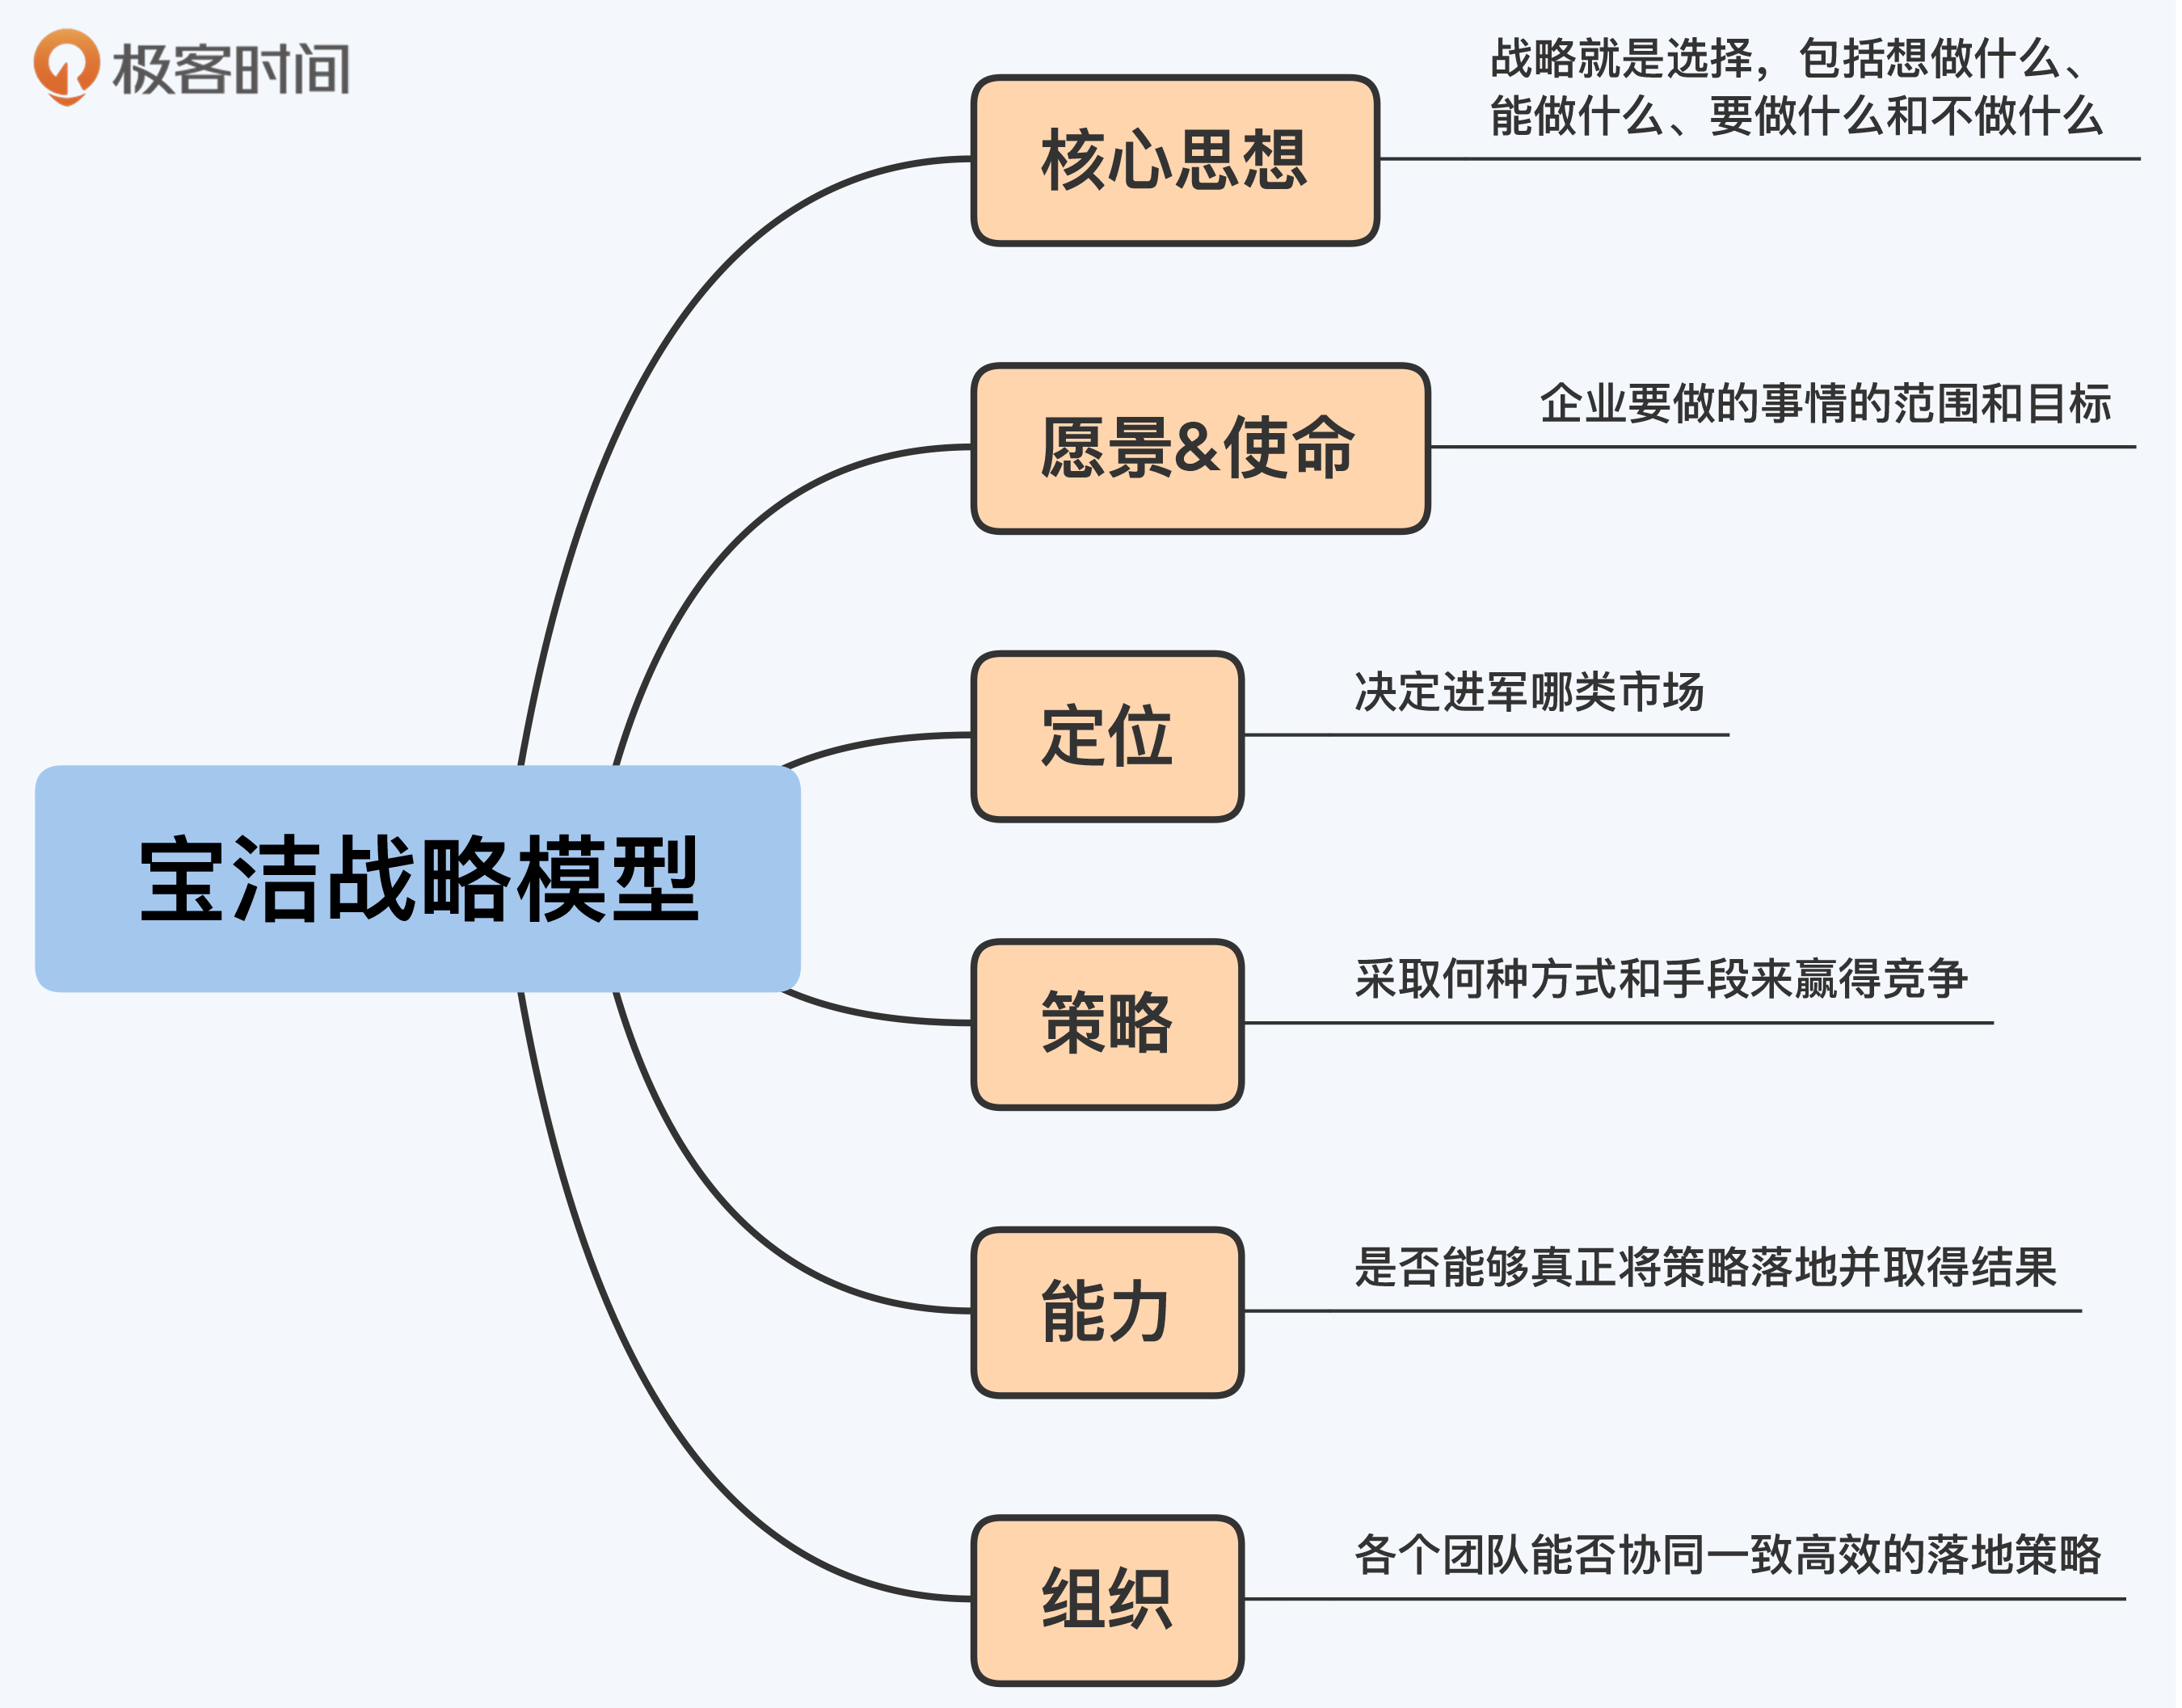 极客时间
战略就是选择，包括想做什么、
能做什么、要做什么和不做什么
核心思想
企业要做的事情的范围和目标
愿景&使命
决定进军哪类市场
定位
宝洁战略模型
采取何种方式和手段来赢得竞争
策略
是否能够真正将策略落地并取得结果
能力
各个团队能否协同一致高效的落地策略
组织